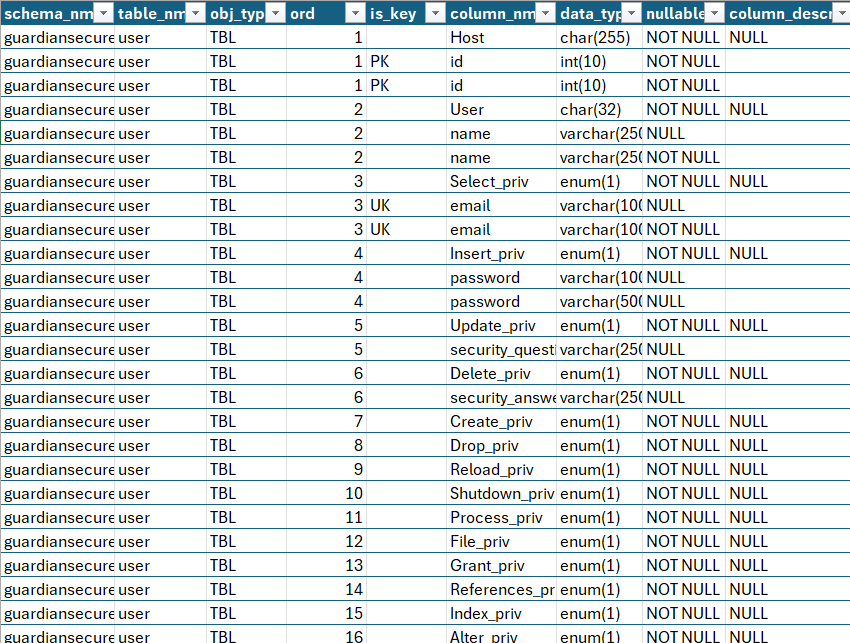 schema_nm table_nm obj_typ ord is_key column_nm data_typ nullable column_descr
guardiansecure user TBL 1 Host char(255) NOT NULL NULL
guardiansecure user TBL 1 PK id int(10) NOT NULL
guardiansecure user TBL 1 PK id int(10) NOT NULL
guardiansecure user TBL 2 User char(32) NOT NULL NULL
guardiansecure user TBL 2 name varchar(250 NULL
guardiansecure user TBL 2 name varchar(250 NOT NULL
guardiansecure user TBL 3 Select_priv enum(1) NOT NULL NULL
guardiansecure user TBL 3 UK email varchar(100 NULL
guardiansecure user TBL 3 UK email varchar(100 NOT NULL
guardiansecure user TBL 4 Insert_priv enum(1) NOT NULL NULL
guardiansecure user TBL 4 password varchar(100 NULL
guardiansecure user TBL 4 password varchar(500 NULL
guardiansecure user TBL 5 Update_priv enum(1) NOT NULL NULL
guardiansecure user TBL 5 security_questi varchar(250 NULL
guardiansecure user TBL 6 Delete_priv enum(1) NOT NULL NULL
guardiansecure user TBL 6 security_answe varchar(250 NULL
guardiansecure user TBL 7 Create_priv enum(1) NOT NULL NULL
guardiansecure user TBL 8 Drop_priv enum(1) NOT NULL NULL
guardiansecure user TBL 9 Reload_priv enum(1) NOT NULL NULL
guardiansecure user TBL 10 Shutdown_priv enum(1) NOT NULL NULL
guardiansecure user TBL 11 Process_priv enum(1) NOT NULL NULL
guardiansecure user TBL 12 File_priv enum(1) NOT NULL NULL
guardiansecure user TBL 13 Grant_priv enum(1) NOT NULL NULL
guardiansecure user TBL 14 References_pr enum(1) NOT NULL NULL
guardiansecure user TBL 15 Index_priv enum(1) NOT NULL NULL
guardiansecure user TBL 16 Alter_priv enum(1) NOT NULL NULL